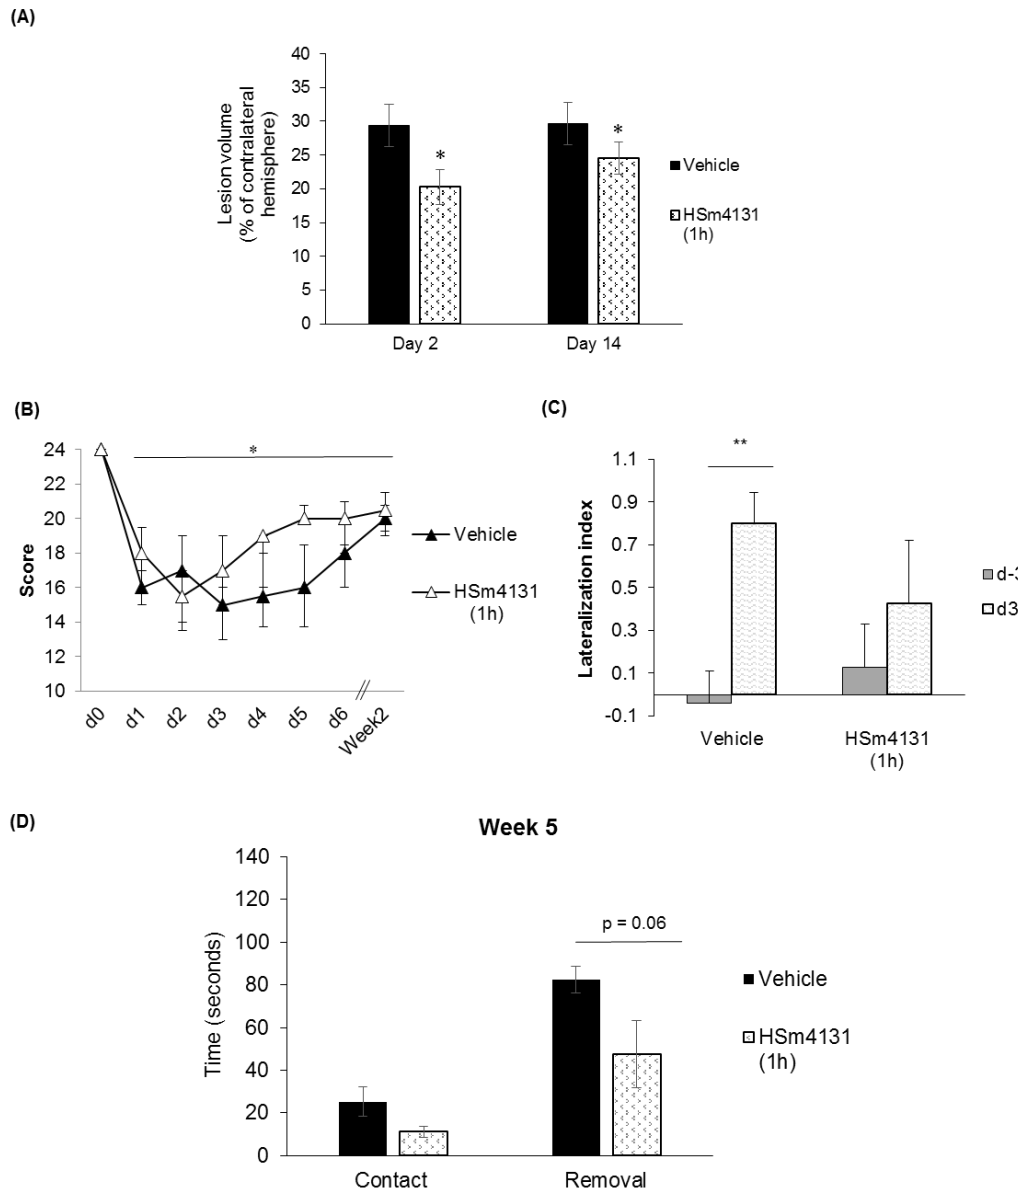 (A)
Lesion volume
(% of contralateral
hemisphere)
40
35
30
25
20
15
10
5
0
*
*
Day 2
Day 14
Vehicle
HSm4131
(1h)
(B)
Score
24
22
20
18
16
14
12
10
*
d0
d1
d2
d3
d4
d5
d6
Week2
Vehicle
HSm4131
(1h)
(C)
Lateralization index
1.1
0.9
0.7
0.5
0.3
0.1
-0.1
**
Vehicle
HSm4131
(1h)
d-3
d3
(D)
Week 5
Time (seconds)
140
120
100
80
60
40
20
0
p = 0.06
Contact
Removal
Vehicle
HSm4131
(1h)